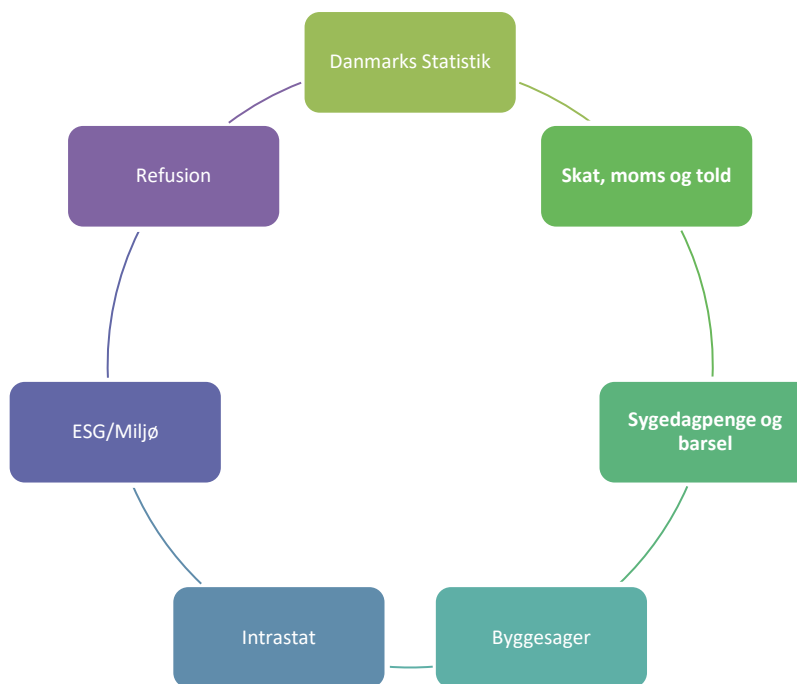 Danmarks Statistik
Skat, moms og told
Sygedagpenge og
barsel
Byggesager
Intrastat
ESG/Miljø
Refusion